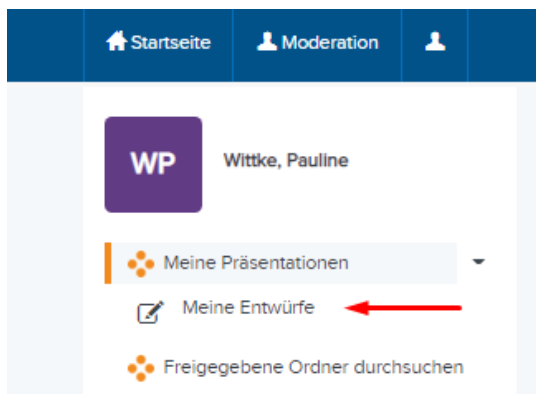 Startseite Moderation
WP Wittke, Pauline
Meine Präsentationen
Meine Entwürfe
Freigegebene Ordner durchsuchen